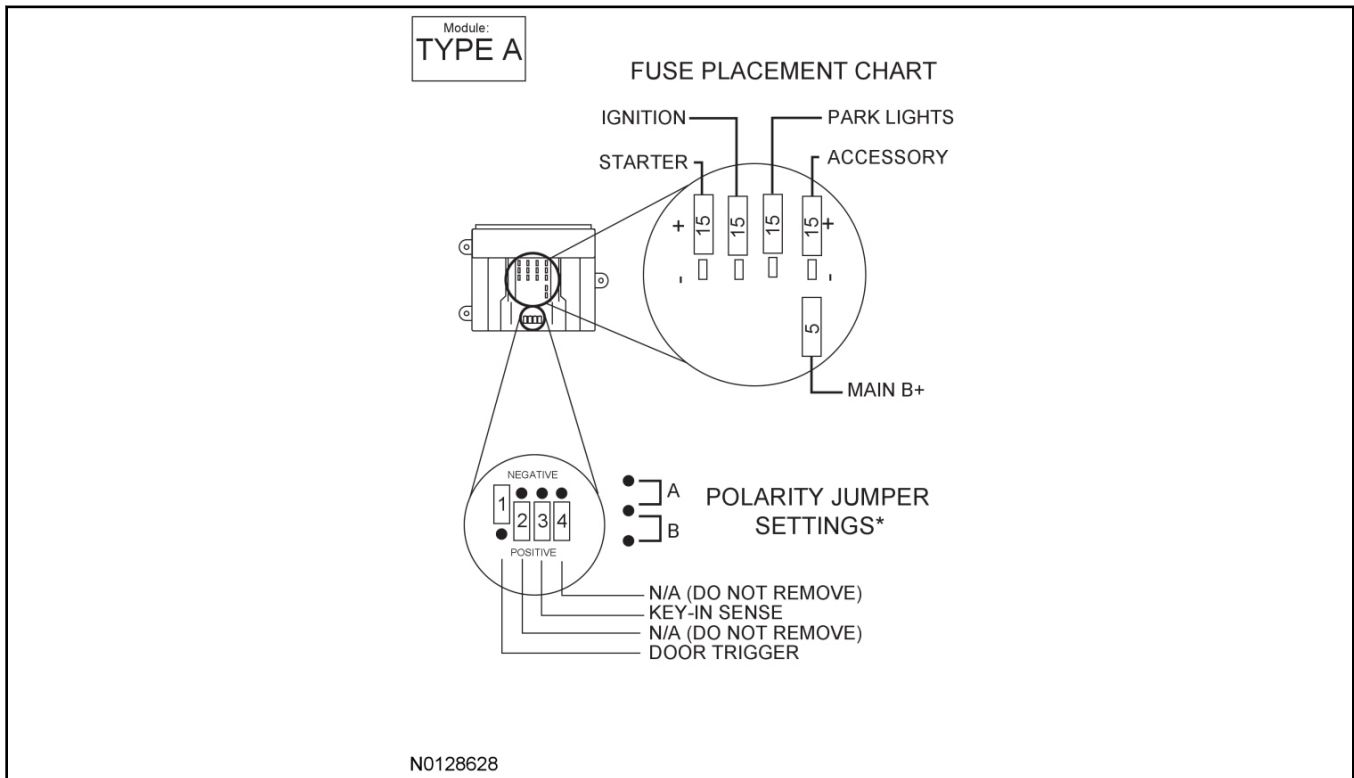 Module:
TYPE A
FUSE PLACEMENT CHART
IGNITION
PARK LIGHTS
STARTER
ACCESSORY
+ 15 15 15 15 +
- -
5
MAIN B+
NEGATIVE
1 2 3 4
POSITIVE
A
B
POLARITY JUMPER
SETTINGS*
N/A (DO NOT REMOVE)
KEY-IN SENSE
N/A (DO NOT REMOVE)
DOOR TRIGGER
N0128628